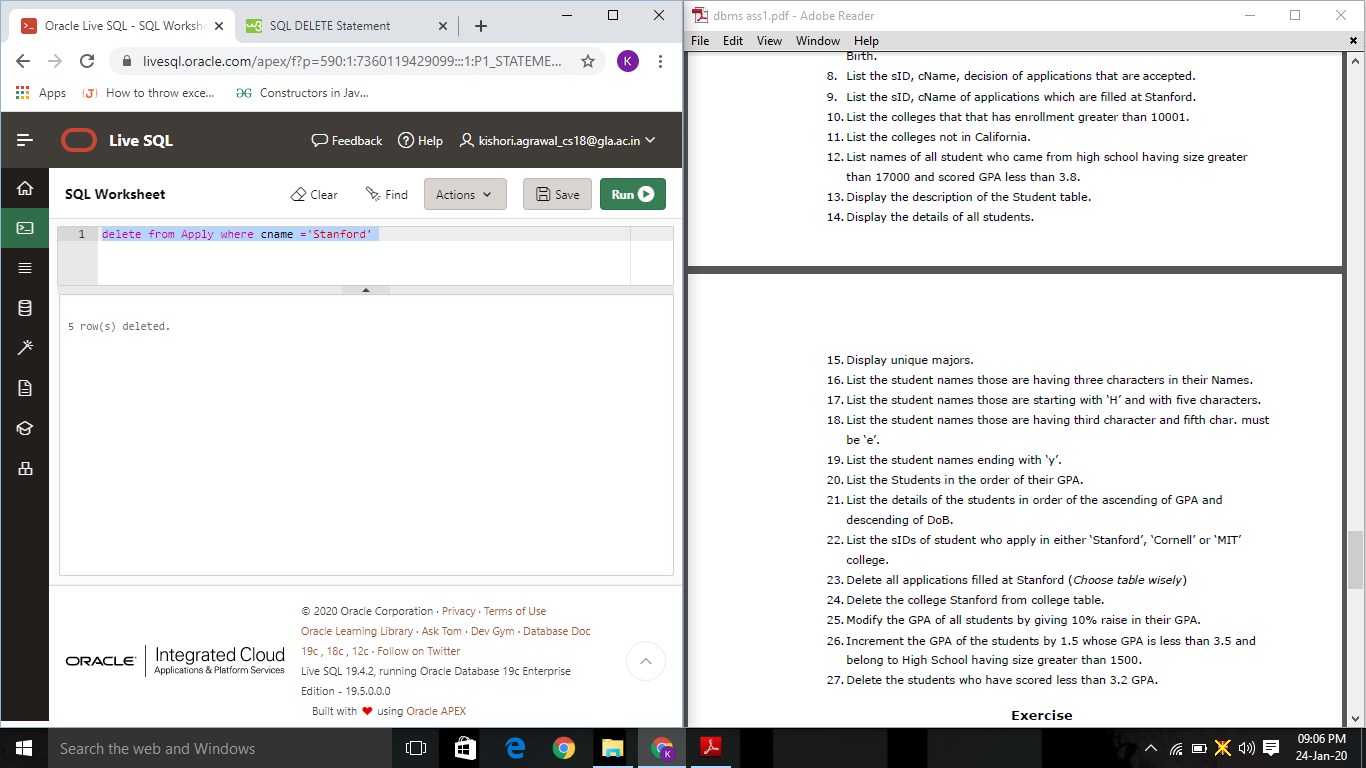 Oracle Live SQL - SQL Workshe
SQL DELETE Statement
livesql.oracle.com/apex/f?p=590:1:7360119429099:::1:P1_STATEME...
K
Apps
How to throw exce...
Constructors in Jav...
Live SQL
Feedback
Help
kishori.agrawal_cs18@gla.ac.in
SQL Worksheet
Clear
Find
Actions
Save
Run
1 delete from Apply where cname ='Stanford'
5 row(s) deleted.
© 2020 Oracle Corporation · Privacy · Terms of Use
Oracle Learning Library · Ask Tom · Dev Gym · Database Doc
19c , 18c , 12c · Follow on Twitter
Live SQL 19.4.2, running Oracle Database 19c Enterprise
Edition - 19.5.0.0.0
Built with ❤ using Oracle APEX
ORACLE
Integrated Cloud
Applications & Platform Services
dbms ass1.pdf - Adobe Reader
File Edit View Window Help
Birth.
8. List the sID, cName, decision of applications that are accepted.
9. List the sID, cName of applications which are filled at Stanford.
10. List the colleges that that has enrollment greater than 10001.
11. List the colleges not in California.
12. List names of all student who came from high school having size greater
than 17000 and scored GPA less than 3.8.
13. Display the description of the Student table.
14. Display the details of all students.
15. Display unique majors.
16. List the student names those are having three characters in their Names.
17. List the student names those are starting with ‘H’ and with five characters.
18. List the student names those are having third character and fifth char. must
be ‘e’.
19. List the student names ending with ‘y’.
20. List the Students in the order of their GPA.
21. List the details of the students in order of the ascending of GPA and
descending of DoB.
22. List the sIDs of student who apply in either ‘Stanford’, ‘Cornell’ or ‘MIT’
college.
23. Delete all applications filled at Stanford (Choose table wisely)
24. Delete the college Stanford from college table.
25. Modify the GPA of all students by giving 10% raise in their GPA.
26. Increment the GPA of the students by 1.5 whose GPA is less than 3.5 and
belong to High School having size greater than 1500.
27. Delete the students who have scored less than 3.2 GPA.
Exercise
Search the web and Windows
K
09:06 PM
24-Jan-20